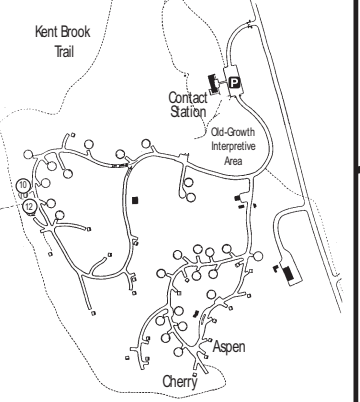 Kent Brook
Trail
Contact
Station
P
Old-Growth
Interpretive
Area
10
12
Aspen
Cherry